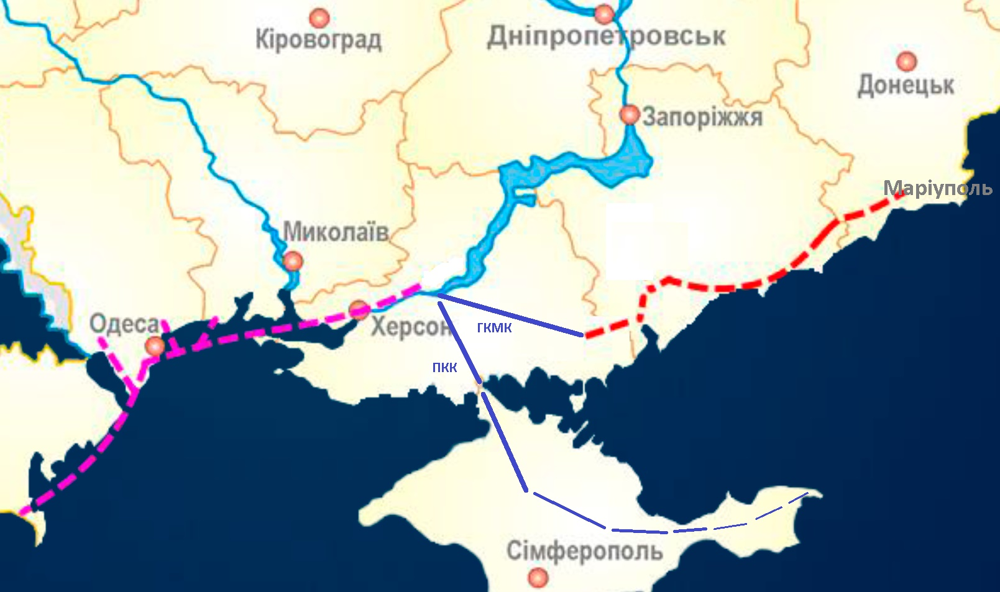 Кіровоград
Дніпропетровськ
Донецьк
Запоріжжя
Маріуполь
Миколаїв
Одеса
Херсон
ГКМК
ПКК
Сімферополь